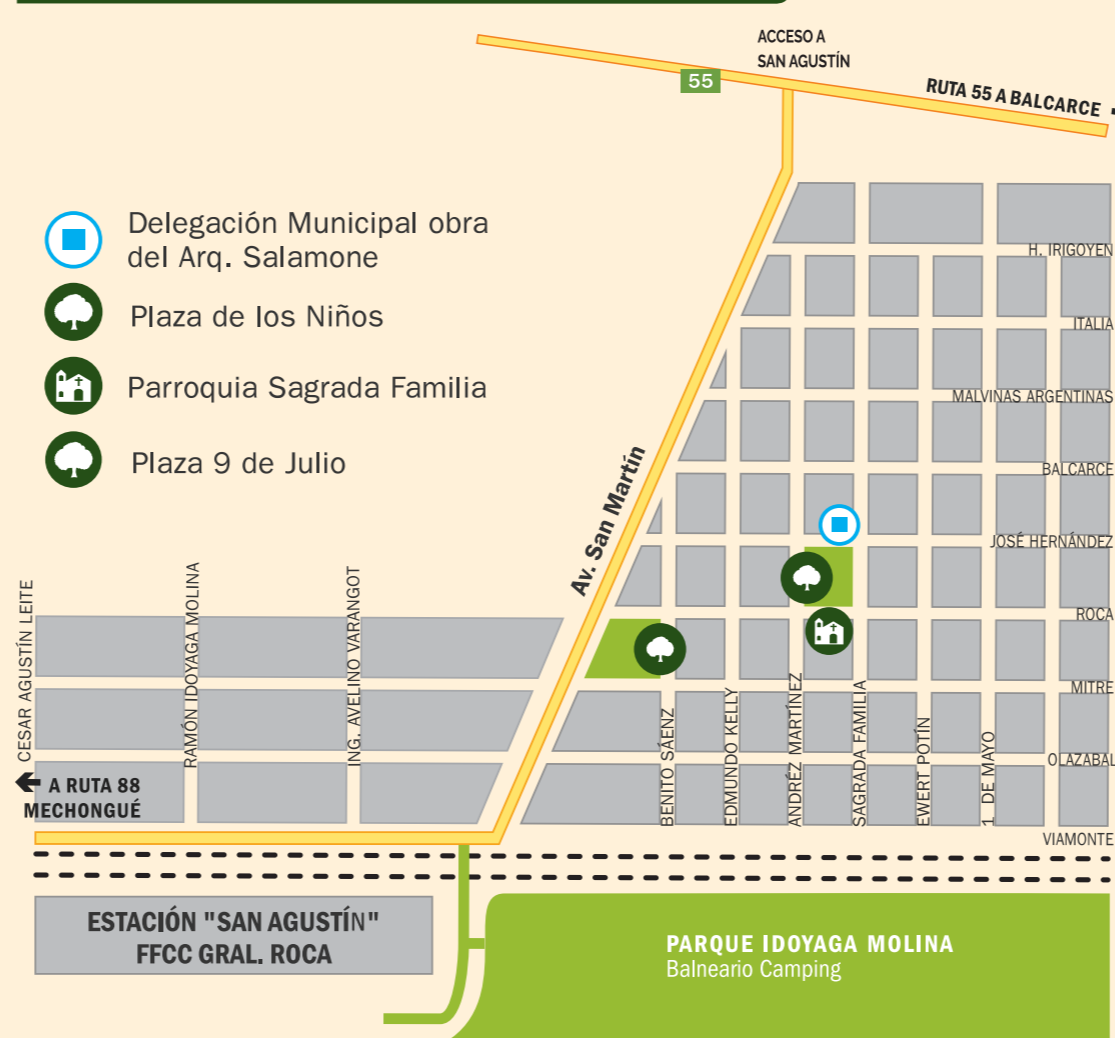 ACCESO A
SAN AGUSTÍN
55
RUTA 55 A BALCARCE
Delegación Municipal obra
del Arq. Salamone
Plaza de los Niños
Parroquia Sagrada Familia
Plaza 9 de Julio
Av. San Martín
H. IRIGOYEN
ITALIA
MALVINAS ARGENTINAS
BALCARCE
JOSÉ HERNÁNDEZ
ROCA
MITRE
OLAZABAL
VIAMONTE
CESAR AGUSTÍN LEITE
RAMÓN IDOYAGA MOLINA
ING. AVELINO VARANGOT
BENITO SÁENZ
EDMUNDO KELLY
ANDRÉZ MARTÍNEZ
SAGRADA FAMILIA
EWERT POTÍN
1 DE MAYO
A RUTA 88
MECHONGUÉ
ESTACIÓN "SAN AGUSTÍN"
FFCC GRAL. ROCA
PARQUE IDOYAGA MOLINA
Balneario Camping